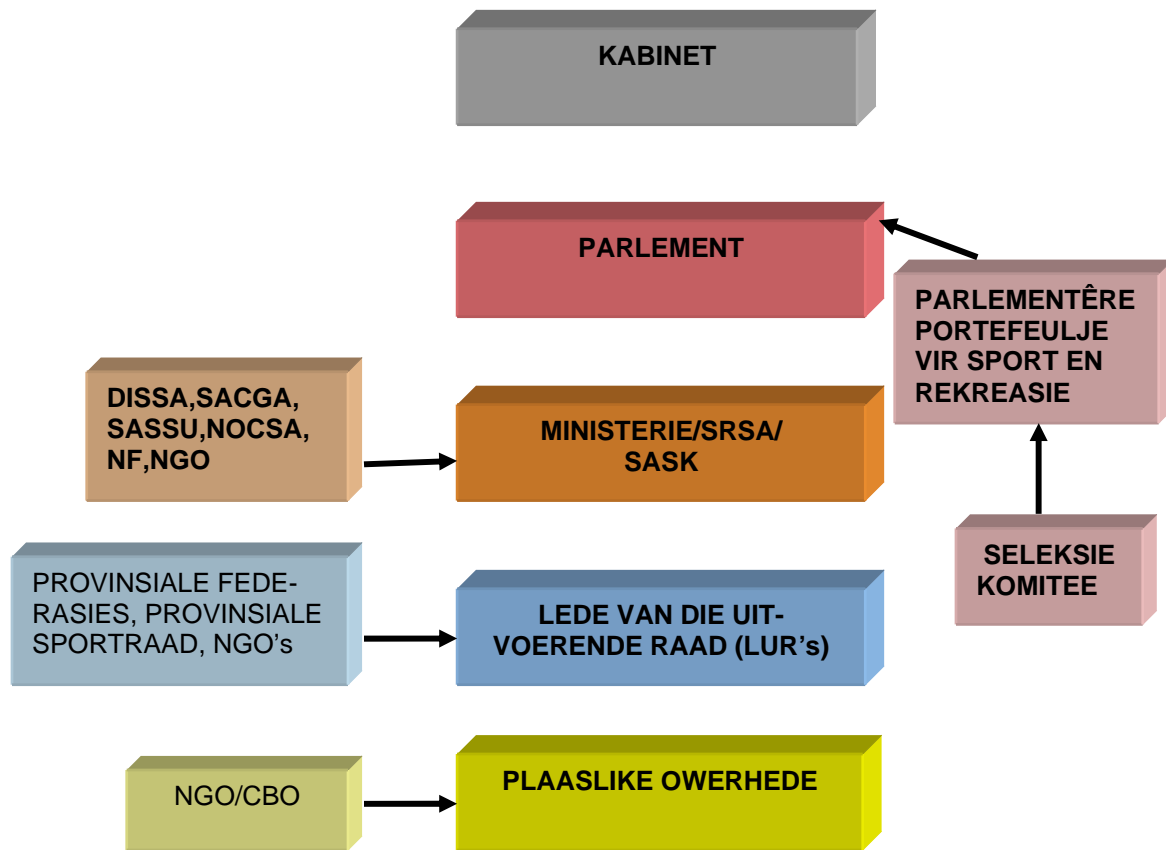 KABINET
PARLEMENT
PARLEMENTÊRE
PORTEFEULJE
VIR SPORT EN
REKREASIE
DISSA,SACGA,
SASSU,NOCSA,
NF,NGO
MINISTERIE/SRSA/
SASK
SELEKSIE
KOMITEE
PROVINSIALE FEDE-
RASIES, PROVINSIALE
SPORTRAAD, NGO’s
LEDE VAN DIE UIT-
VOERENDE RAAD (LUR’s)
NGO/CBO
PLAASLIKE OWERHEDE